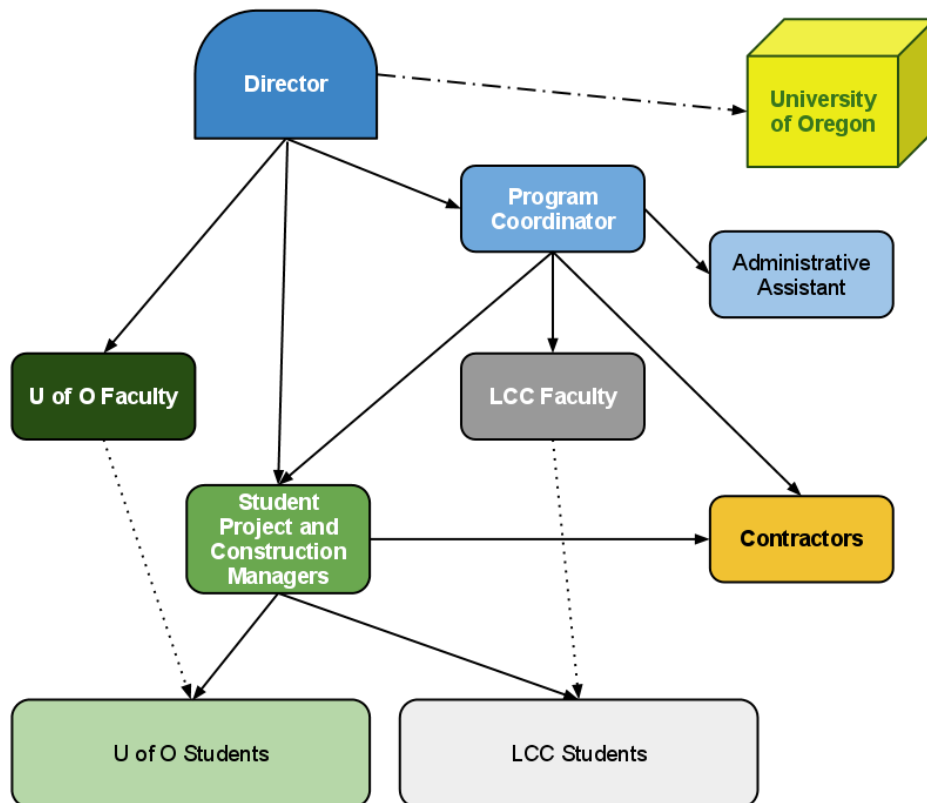 Director
University
of Oregon
Program
Coordinator
Administrative
Assistant
U of O Faculty
LCC Faculty
Student
Project and
Construction
Managers
Contractors
U of O Students
LCC Students